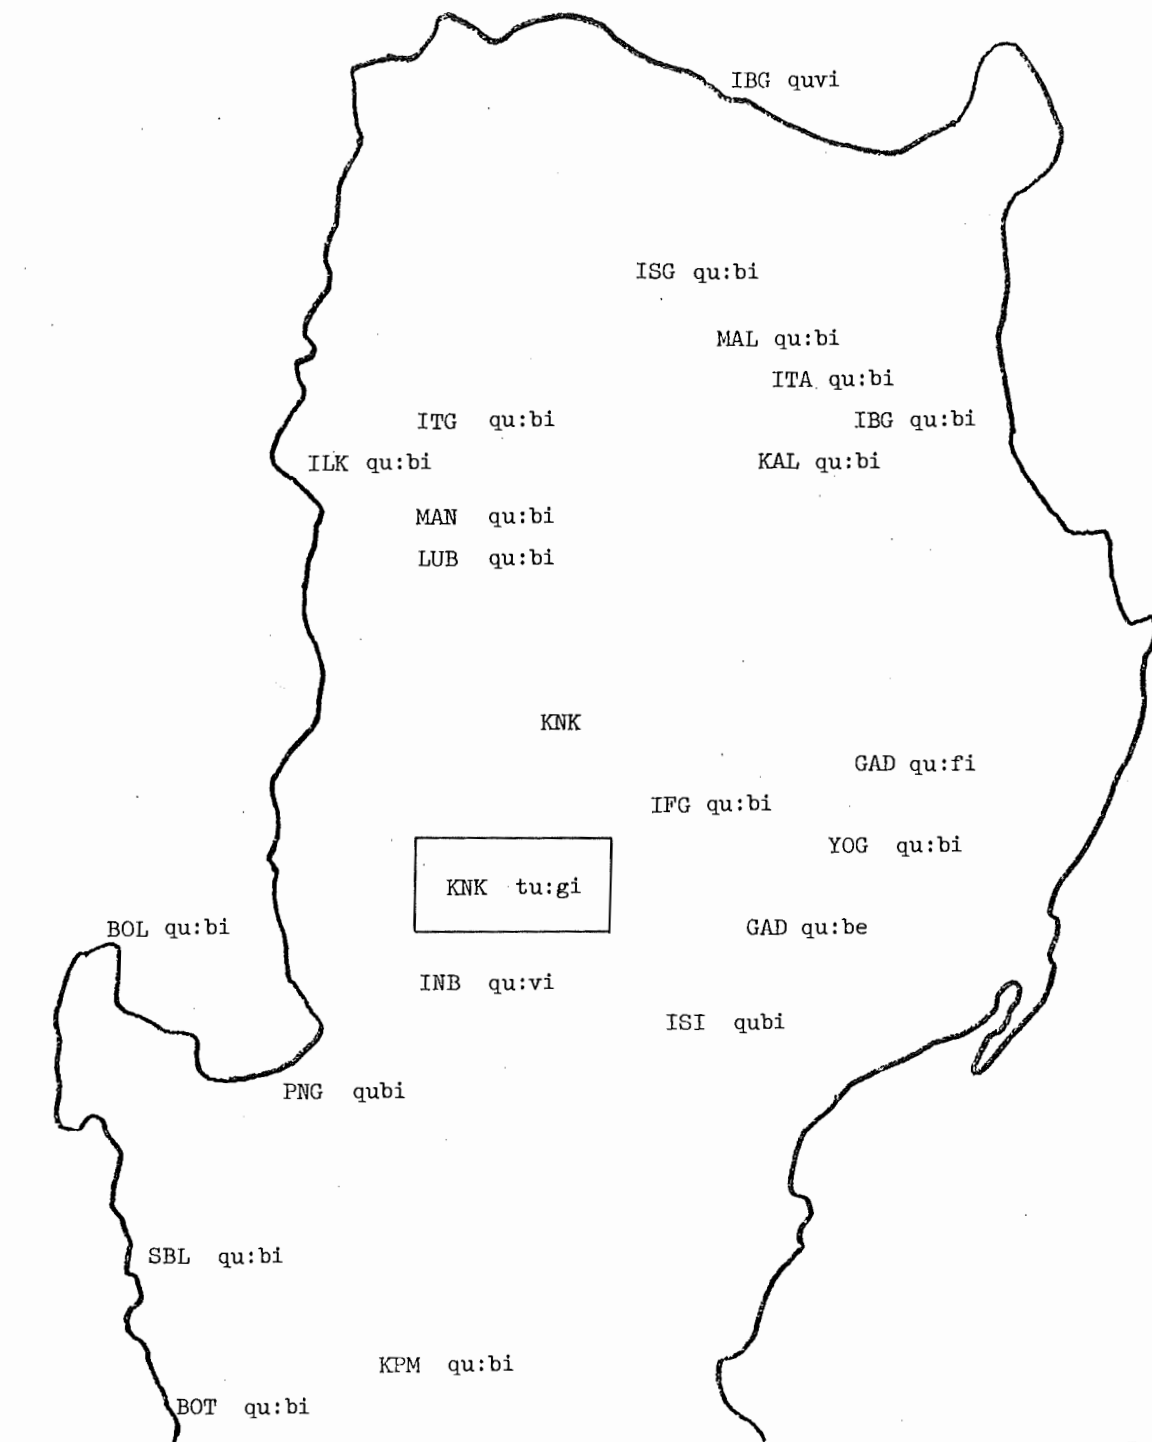 IBG quvi
ISG qu:bi
MAL qu:bi
ITA qu:bi
ITG qu:bi
IBG qu:bi
ILK qu:bi
KAL qu:bi
MAN qu:bi
LUB qu:bi
KNK
GAD qu:fi
IFG qu:bi
YOG qu:bi
KNK tu:gi
BOL qu:bi
GAD qu:be
INB qu:vi
ISI qubi
PNG qubi
SBL qu:bi
KPM qu:bi
BOT qu:bi